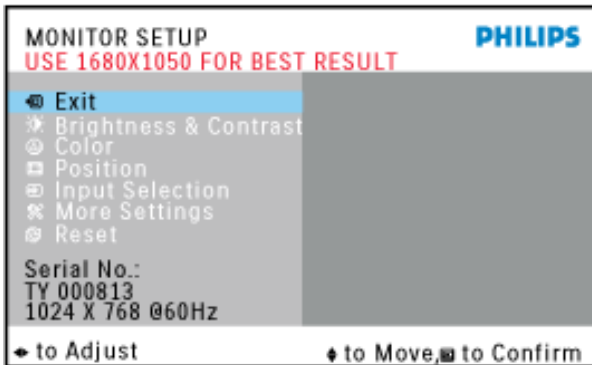 MONITOR SETUP
PHILIPS
USE 1680X1050 FOR BEST RESULT
Exit
Brightness & Contrast
Color
Position
Input Selection
More Settings
Reset
Serial No.:
TY 000813
1024 X 768 @60Hz
to Adjust
to Move, to Confirm